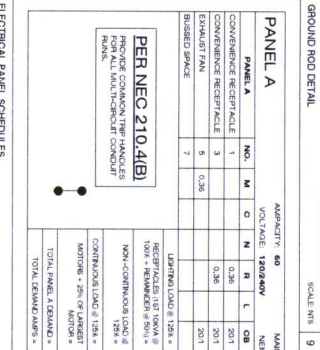 GROUND ROD DETAIL
SCALE: NTS
9
PANEL A
AMPACITY: 60
VOLTAGE: 120/240V
PANEL A NO. M C N R L CB
CONVENIENCE RECEPTACLE 1 0.36 20/1
CONVENIENCE RECEPTACLE 3 0.36 20/1
EXHAUST FAN 5 0.36 20/1
BUSSED SPACE 7
PER NEC 210.4(B)
PROVIDE COMMON TRIP HANDLES
FOR ALL MULTI-CIRCUIT CONDUIT
RUNS.
LIGHTING LOAD @ 125% =
RECEPTACLES (1ST 10KVA @
100% + REMAINDER @ 50%) =
NON-CONTINUOUS LOAD @
125% =
CONTINUOUS LOAD @ 125% =
MOTORS + 25% OF LARGEST
MOTOR =
TOTAL PANEL A DEMAND =
TOTAL DEMAND AMPS =
ELECTRICAL PANEL SCHEDULES